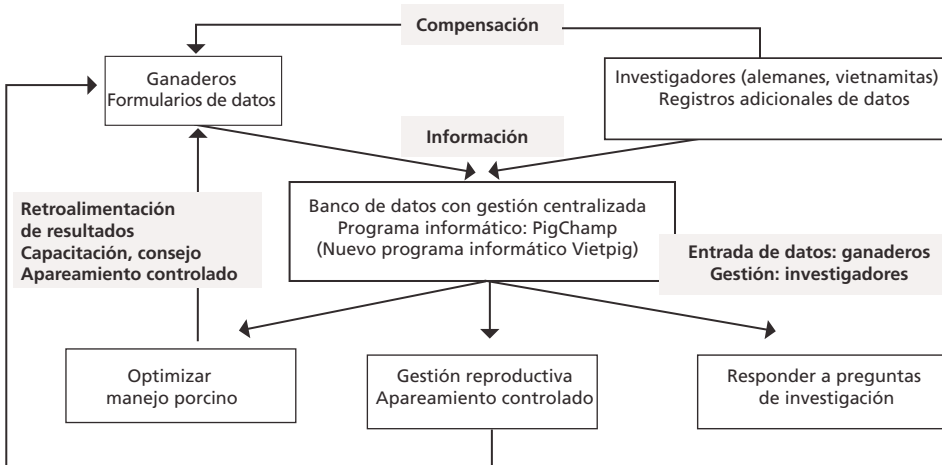 Compensación
Ganaderos
Formularios de datos
Investigadores (alemanes, vietnamitas)
Registros adicionales de datos
Información
Retroalimentación
de resultados
Capacitación, consejo
Apareamiento controlado
Banco de datos con gestión centralizada
Programa informático: PigChamp
(Nuevo programa informático Vietpig)
Entrada de datos: ganaderos
Gestión: investigadores
Optimizar
manejo porcino
Gestión reproductiva
Apareamiento controlado
Responder a preguntas
de investigación